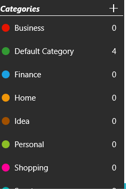 Categories +
Business 0
Default Category 4
Finance 0
Home 0
Idea 0
Personal 0
Shopping 0